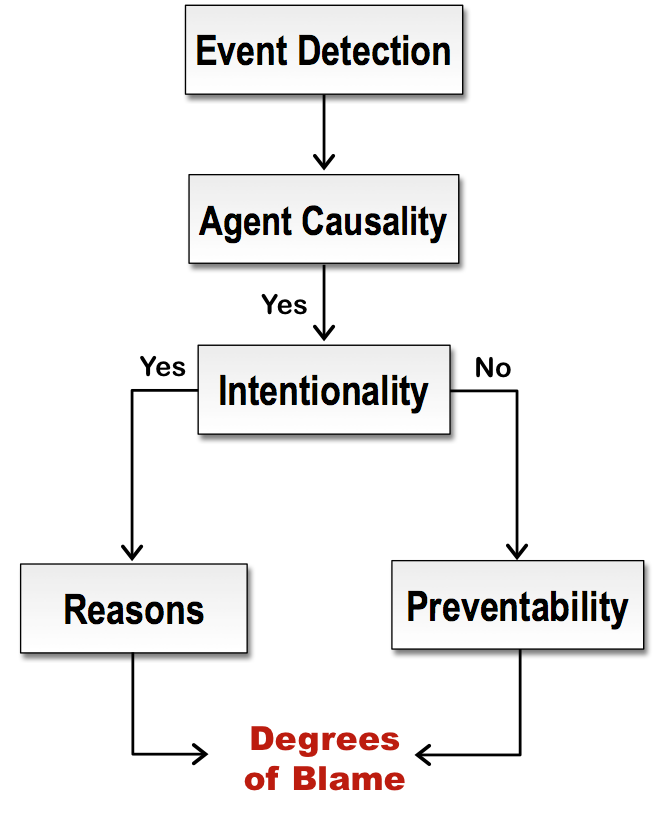 Event Detection
Agent Causality
Yes
Intentionality
Yes
No
Reasons
Preventability
Degrees
of Blame